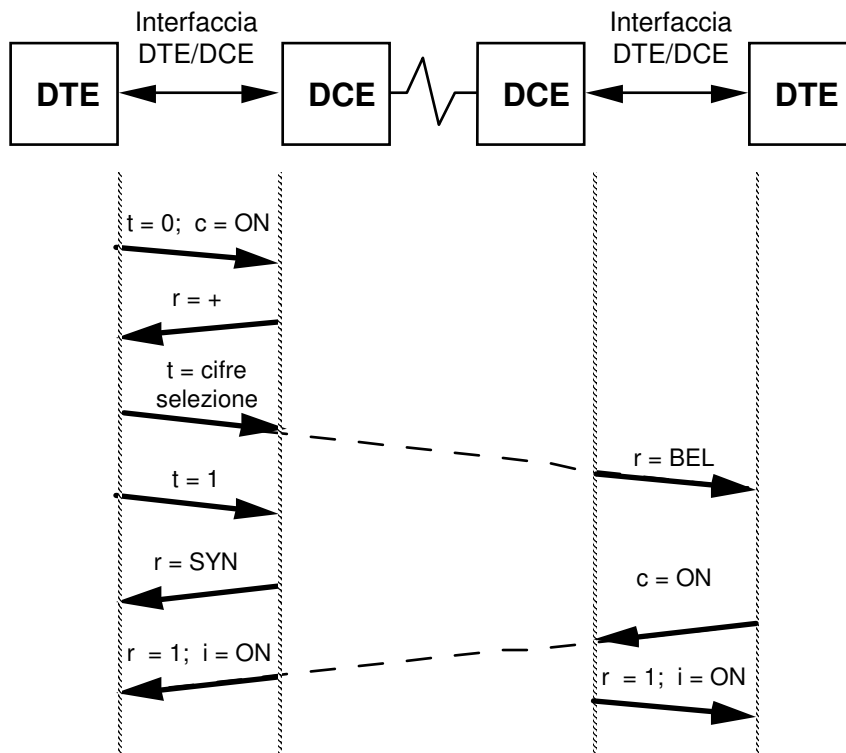 Interfaccia
DTE/DCE
Interfaccia
DTE/DCE
DTE
DCE
DCE
DTE
t = 0; c = ON
r = +
t = cifre
selezione
r = BEL
t = 1
r = SYN
c = ON
r = 1; i = ON
r = 1; i = ON